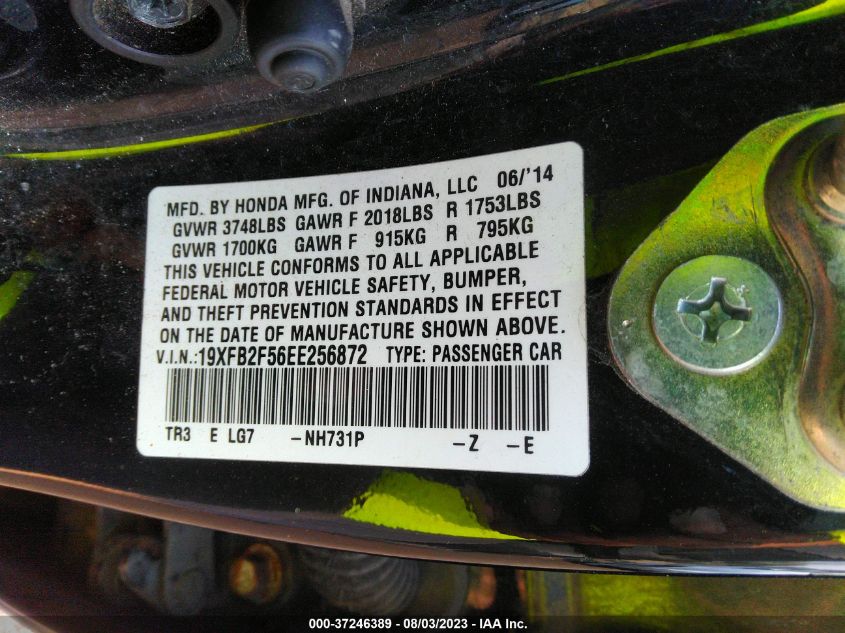 MFD. BY HONDA MFG. OF INDIANA, LLC 06/'14
GVWR 3748LBS GAWR F 2018LBS R 1753LBS
GVWR 1700KG GAWR F 915KG R 795KG
THIS VEHICLE CONFORMS TO ALL APPLICABLE
FEDERAL MOTOR VEHICLE SAFETY, BUMPER,
AND THEFT PREVENTION STANDARDS IN EFFECT
ON THE DATE OF MANUFACTURE SHOWN ABOVE.
V.I.N.:19XFB2F56EE256872 TYPE: PASSENGER CAR
TR3 E LG7 –NH731P –Z –E
000-37246389 - 08/03/2023 - IAA Inc.